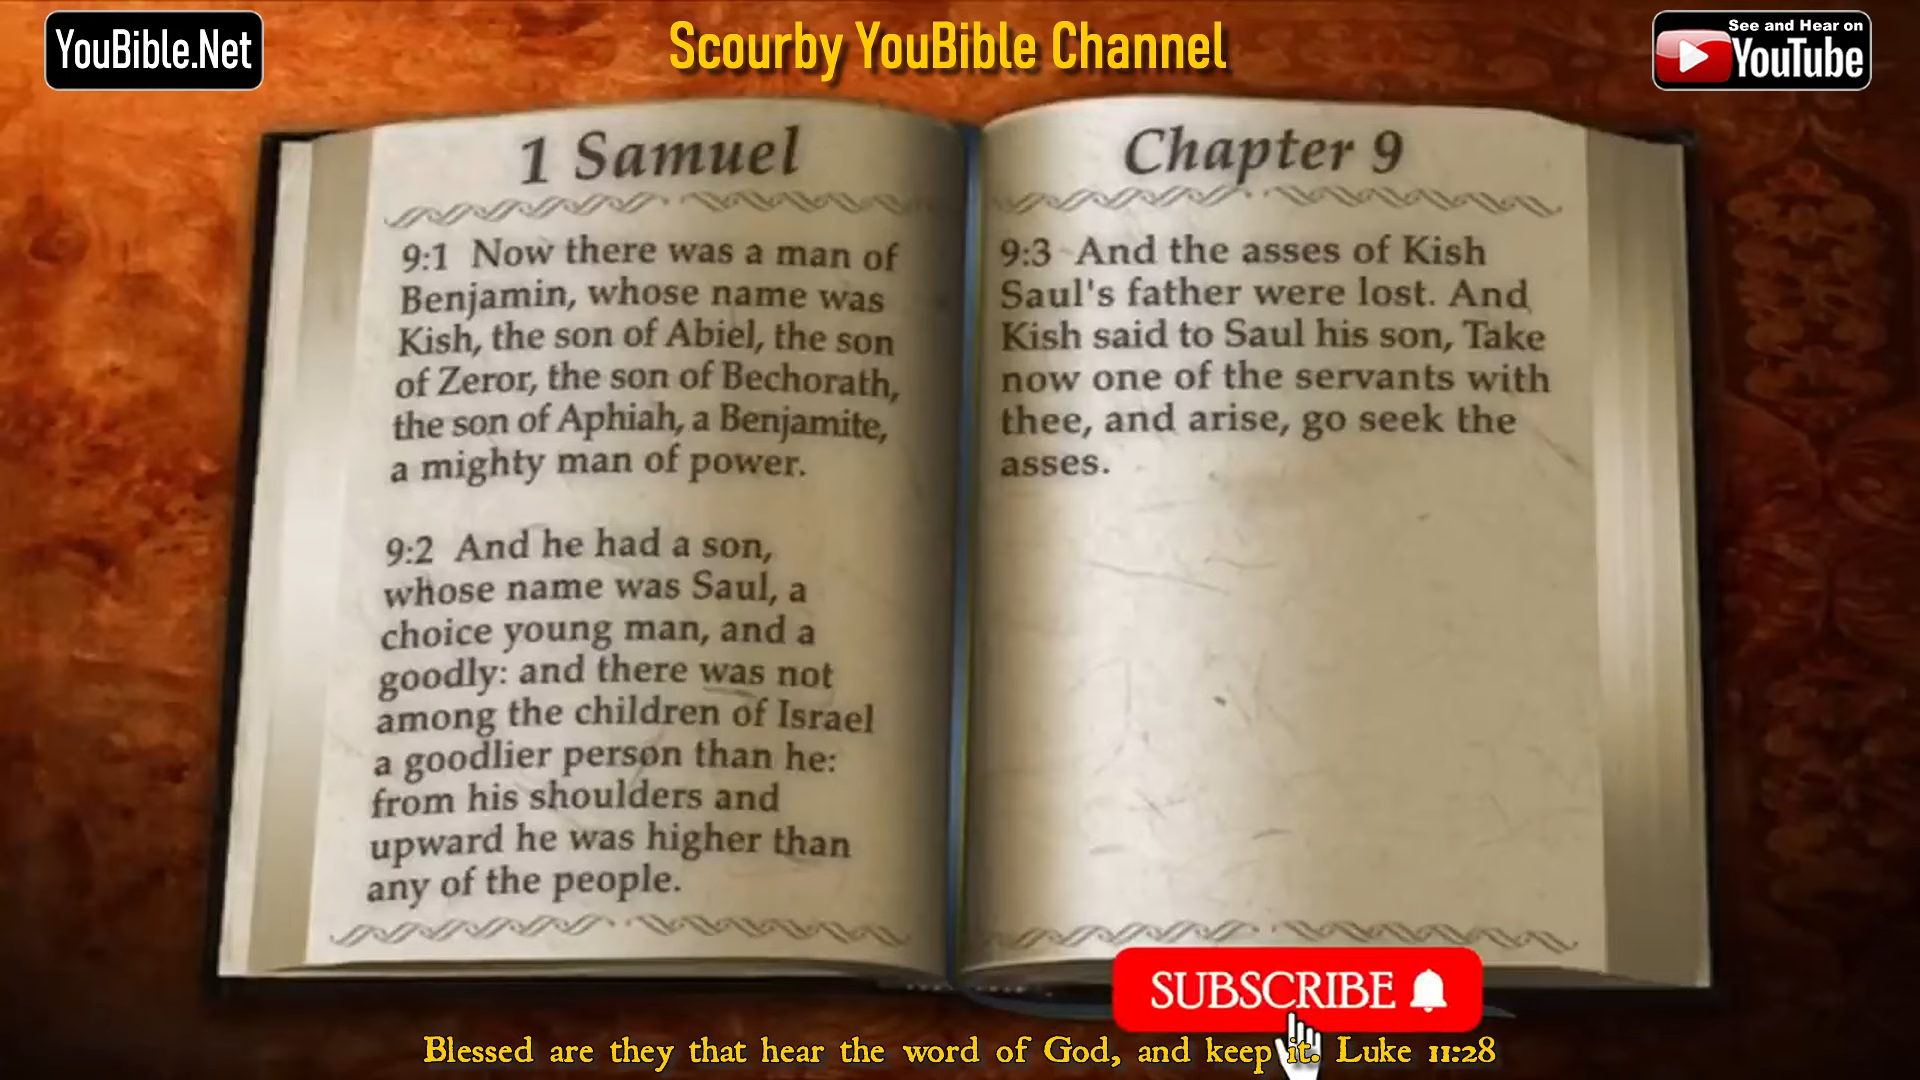 YouBible.Net
Scourby YouBible Channel
See and Hear on
YouTube
1 Samuel
9:1 Now there was a man of
Benjamin, whose name was
Kish, the son of Abiel, the son
of Zeror, the son of Bechorath,
the son of Aphiah, a Benjamite,
a mighty man of power.
9:2 And he had a son,
whose name was Saul, a
choice young man, and a
goodly: and there was not
among the children of Israel
a goodlier person than he:
from his shoulders and
upward he was higher than
any of the people.
Chapter 9
9:3 And the asses of Kish
Saul's father were lost. And
Kish said to Saul his son, Take
now one of the servants with
thee, and arise, go seek the
asses.
SUBSCRIBE
Blessed are they that hear the word of God, and keep it. Luke 11:28